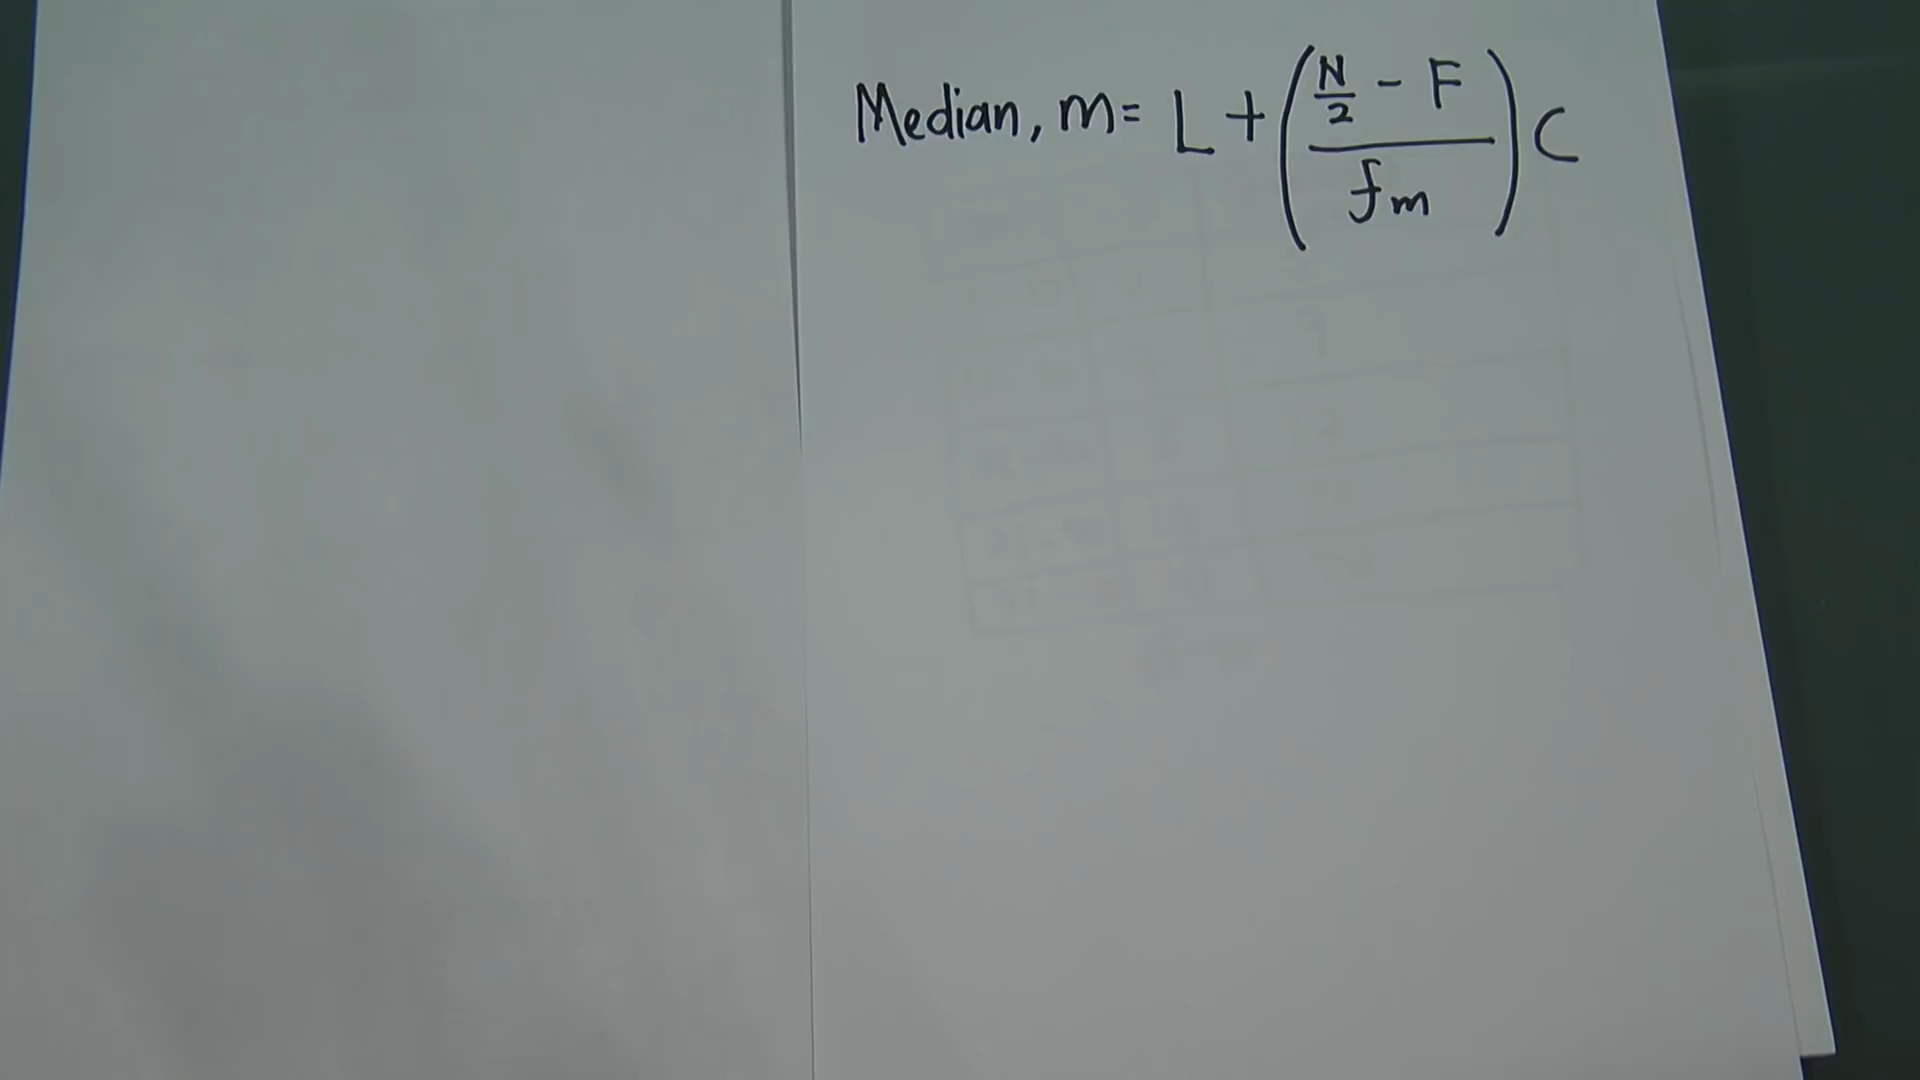 Median, m = L + ( (N/2 - F) / fm ) C